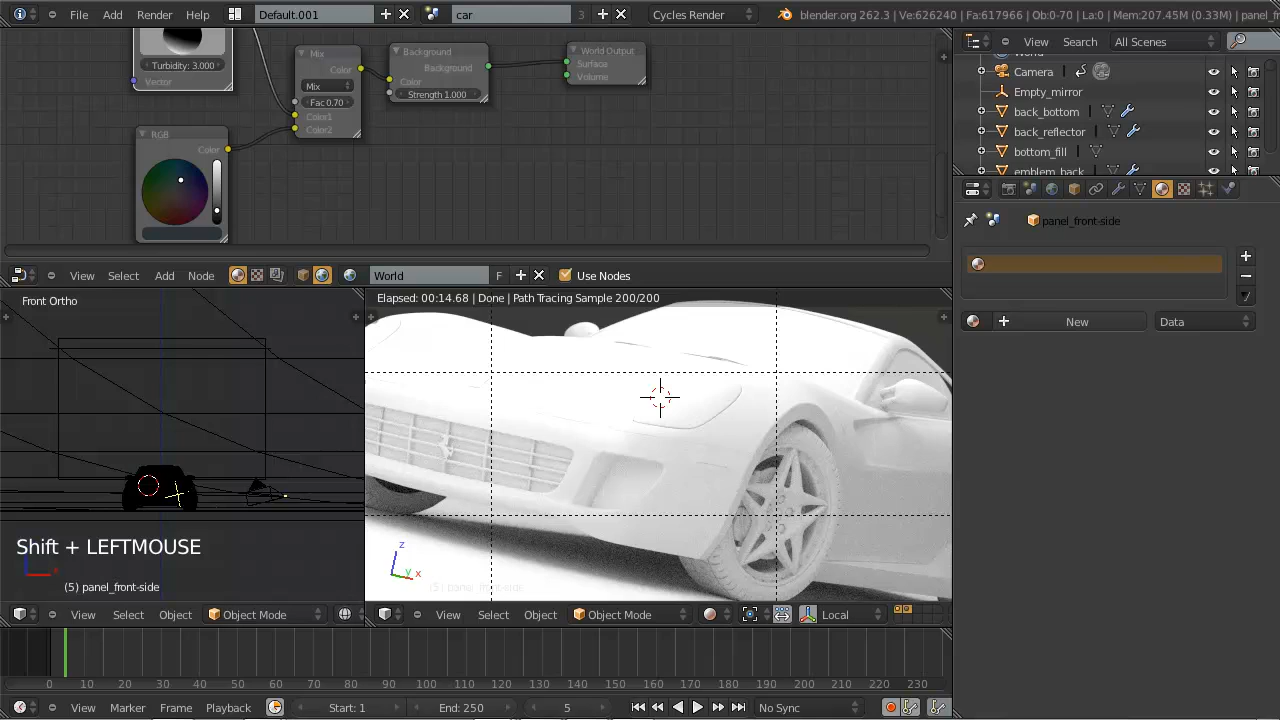 File Add Render Help Default.001 car 3 Cycles Render blender.org 262.3 | Ve:626240 | Fa:617966 | Ob:0-70 | La:0 | Mem:207.45M (0.33M) | panel_fr
View Search All Scenes
Camera
Empty_mirror
back_bottom
back_reflector
bottom_fill
emblem_back
Turbidity: 3.000
Vector
Mix
Color
Mix
Fac 0.70
Color1
Color2
Background
Background
Color
Strength 1.000
World Output
Surface
Volume
RGB
Color
panel_front-side
New Data
View Select Add Node World F Use Nodes
Front Ortho
Elapsed: 00:14.68 | Done | Path Tracing Sample 200/200
Shift + LEFTMOUSE
(5) panel_front-side
z
y x
(5) panel_front-side
View Select Object Object Mode
View Select Object Object Mode Local
0 10 20 30 40 50 60 70 80 90 100 110 120 130 140 150 160 170 180 190 200 210 220 230
View Marker Frame Playback Start: 1 End: 250 5 No Sync